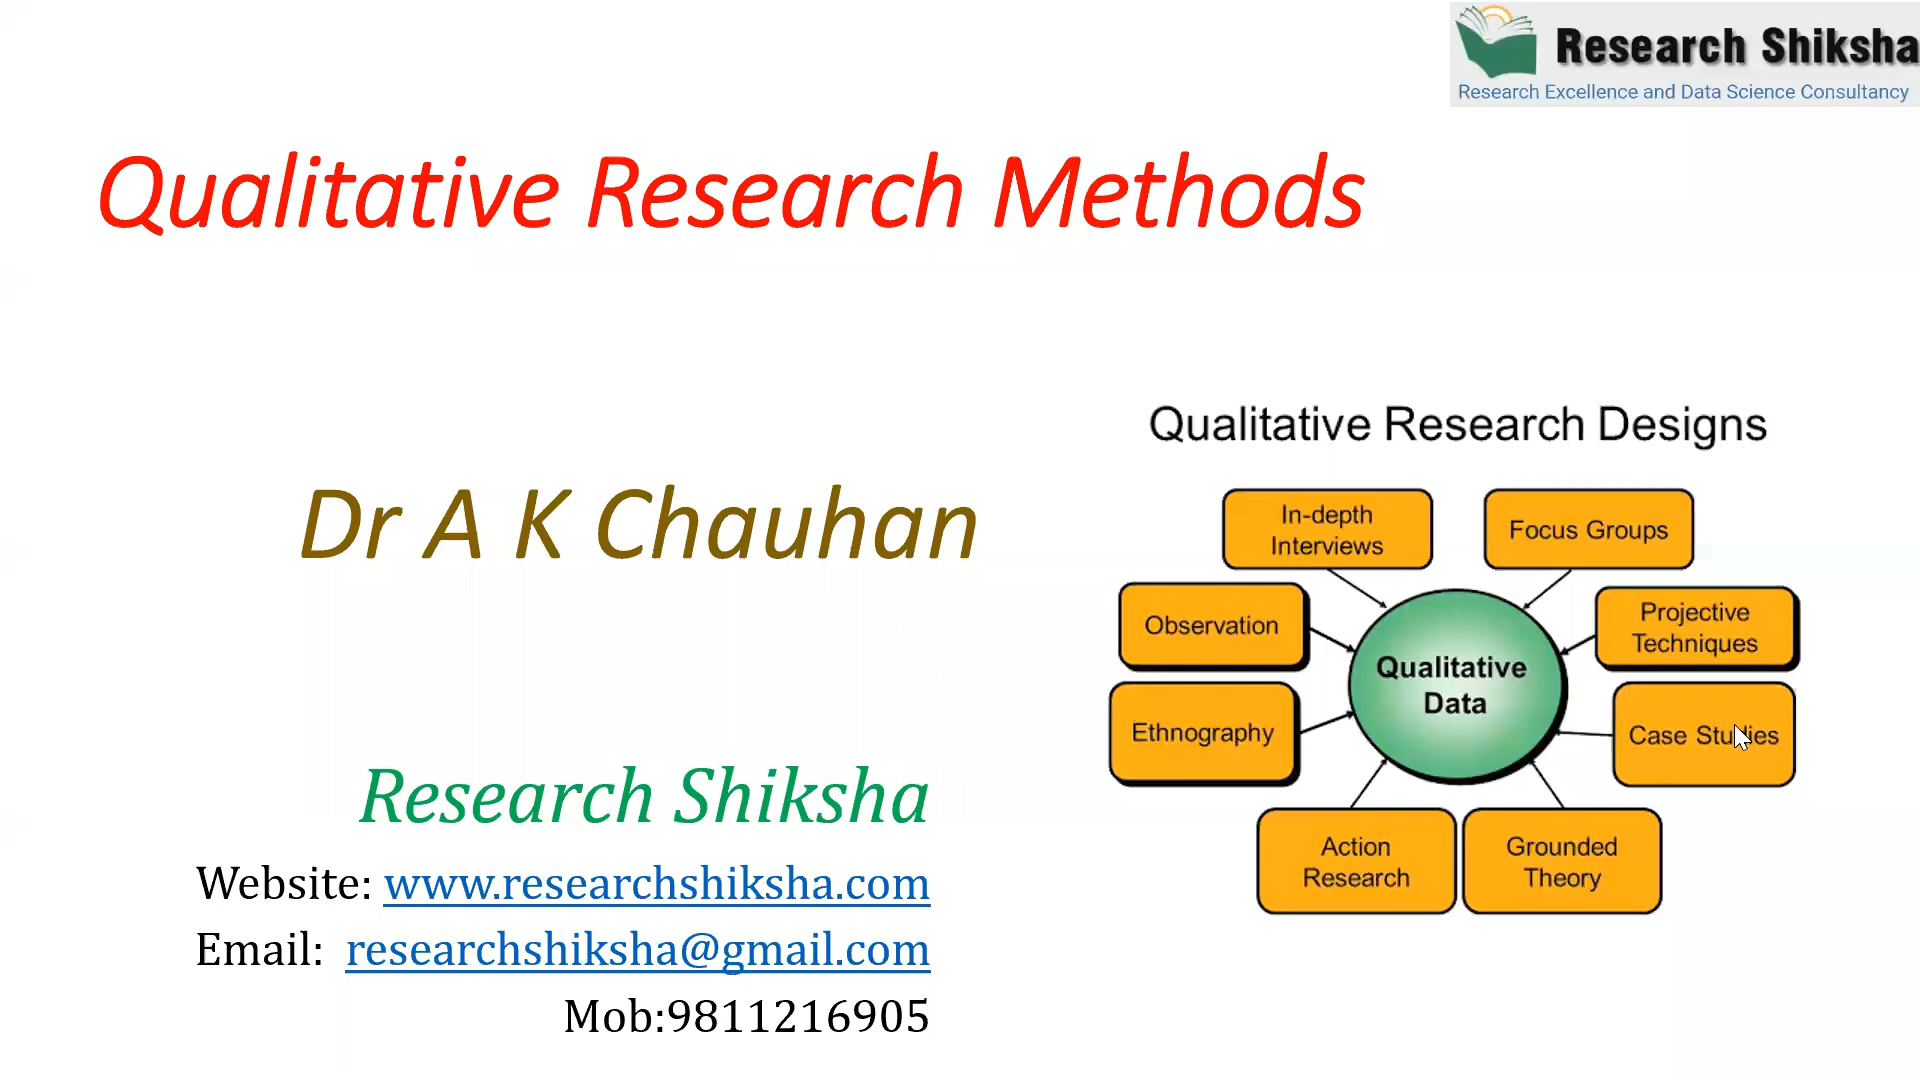 Research Shiksha
Research Excellence and Data Science Consultancy
Qualitative Research Methods
Dr A K Chauhan
Research Shiksha
Website: www.researchshiksha.com
Email: researchshiksha@gmail.com
Mob:9811216905
Qualitative Research Designs
In-depth
Interviews
Focus Groups
Observation
Projective
Techniques
Qualitative
Data
Ethnography
Case Studies
Action
Research
Grounded
Theory